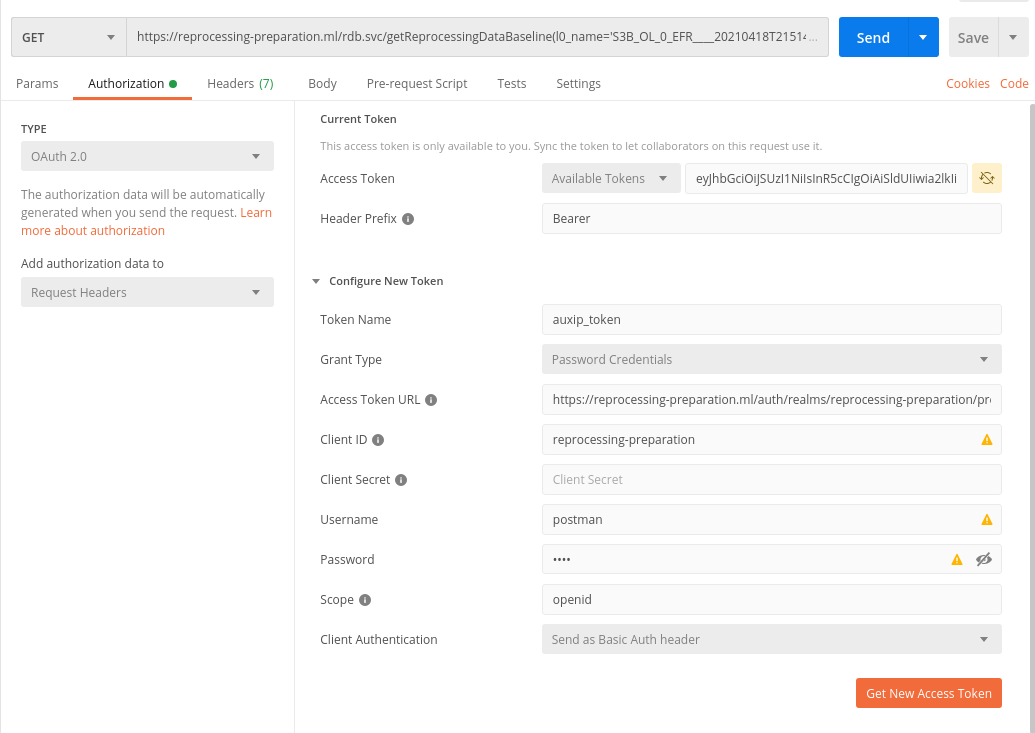 GET
https://reprocessing-preparation.ml/rdb.svc/getReprocessingDataBaseline(l0_name='S3B_OL_0_EFR____20210418T2151‹...
Send
Save
Params
Authorization
Headers (7)
Body
Pre-request Script
Tests
Settings
Cookies
Code
TYPE
OAuth 2.0
The authorization data will be automatically
generated when you send the request. Learn
more about authorization
Add authorization data to
Request Headers
Current Token
This access token is only available to you. Sync the token to let collaborators on this request use it.
Access Token
Available Tokens
Header Prefix
Bearer
Configure New Token
Token Name
auxip_token
Grant Type
Password Credentials
Access Token URL
https://reprocessing-preparation.ml/auth/realms/reprocessing-preparation/pr
Client ID
reprocessing-preparation
Client Secret
Client Secret
Username
postman
Password
••••
Scope
openid
Client Authentication
Send as Basic Auth header
Get New Access Token